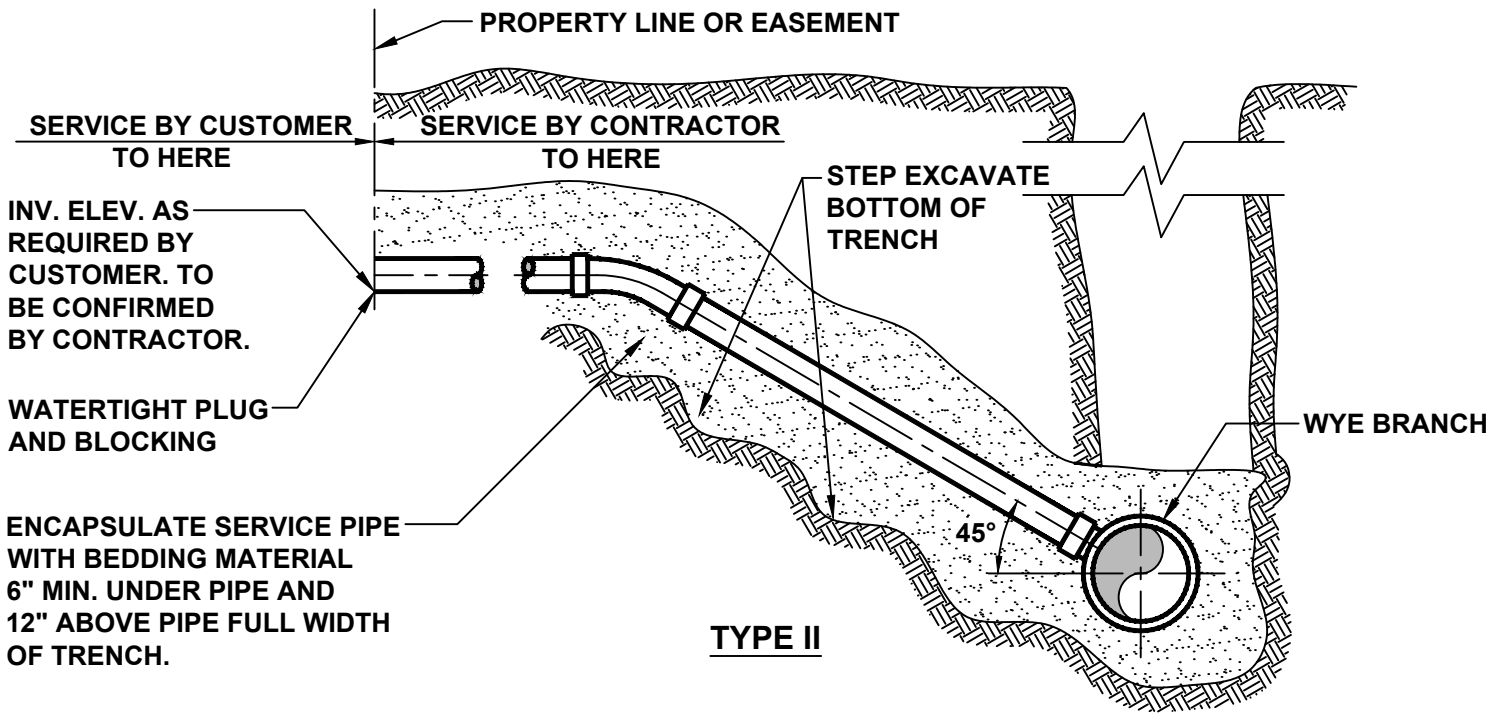 PROPERTY LINE OR EASEMENT
SERVICE BY CUSTOMER
TO HERE
SERVICE BY CONTRACTOR
TO HERE
INV. ELEV. AS
REQUIRED BY
CUSTOMER. TO
BE CONFIRMED
BY CONTRACTOR.
STEP EXCAVATE
BOTTOM OF
TRENCH
WATERTIGHT PLUG
AND BLOCKING
WYE BRANCH
ENCAPSULATE SERVICE PIPE
WITH BEDDING MATERIAL
6" MIN. UNDER PIPE AND
12" ABOVE PIPE FULL WIDTH
OF TRENCH.
45°
TYPE II